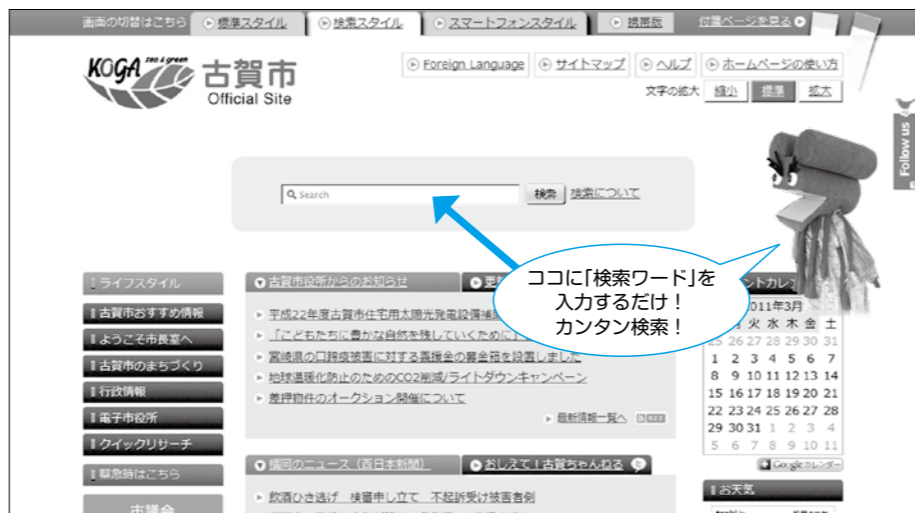 画面の切替はこちら 標準スタイル 検索スタイル スマートフォンスタイル 携帯版 付箋ページを見る
KOGA sea & green 古賀市
Official Site
Foreign Language サイトマップ ヘルプ ホームページの使い方
文字の拡大 縮小 標準 拡大
Follow us
Search 検索 検索について
ココに「検索ワード」を
入力するだけ！
カンタン検索！
ライフスタイル
古賀市おすすめ情報
ようこそ市長室へ
古賀市のまちづくり
行政情報
電子市役所
クイックリサーチ
緊急時はこちら
市議会
古賀市役所からのお知らせ
平成22年度古賀市住宅用太陽光発電設備補
「こどもたちに豊かな自然を残していくために」
宮崎県の口蹄疫被害に対する義援金の募金箱を設置しました
地球温暖化防止のためのCO2削減/ライトダウンキャンペーン
差押物件のオークション開催について
最新情報一覧へ
福岡のニュース（西日本新聞） おしえて！古賀ちゃんねる
飲酒ひき逃げ 検審申し立て 不起訴受け被害者側
ントカレン
011年3月
火 水 木 金 土
25 26 27 28 29 30 31
1 2 3 4 5 6 7
8 9 10 11 12 13 14
15 16 17 18 19 20 21
22 23 24 25 26 27 28
29 30 31 1 2 3 4
5 6 7 8 9 10 11
Googleカレンダー
お天気